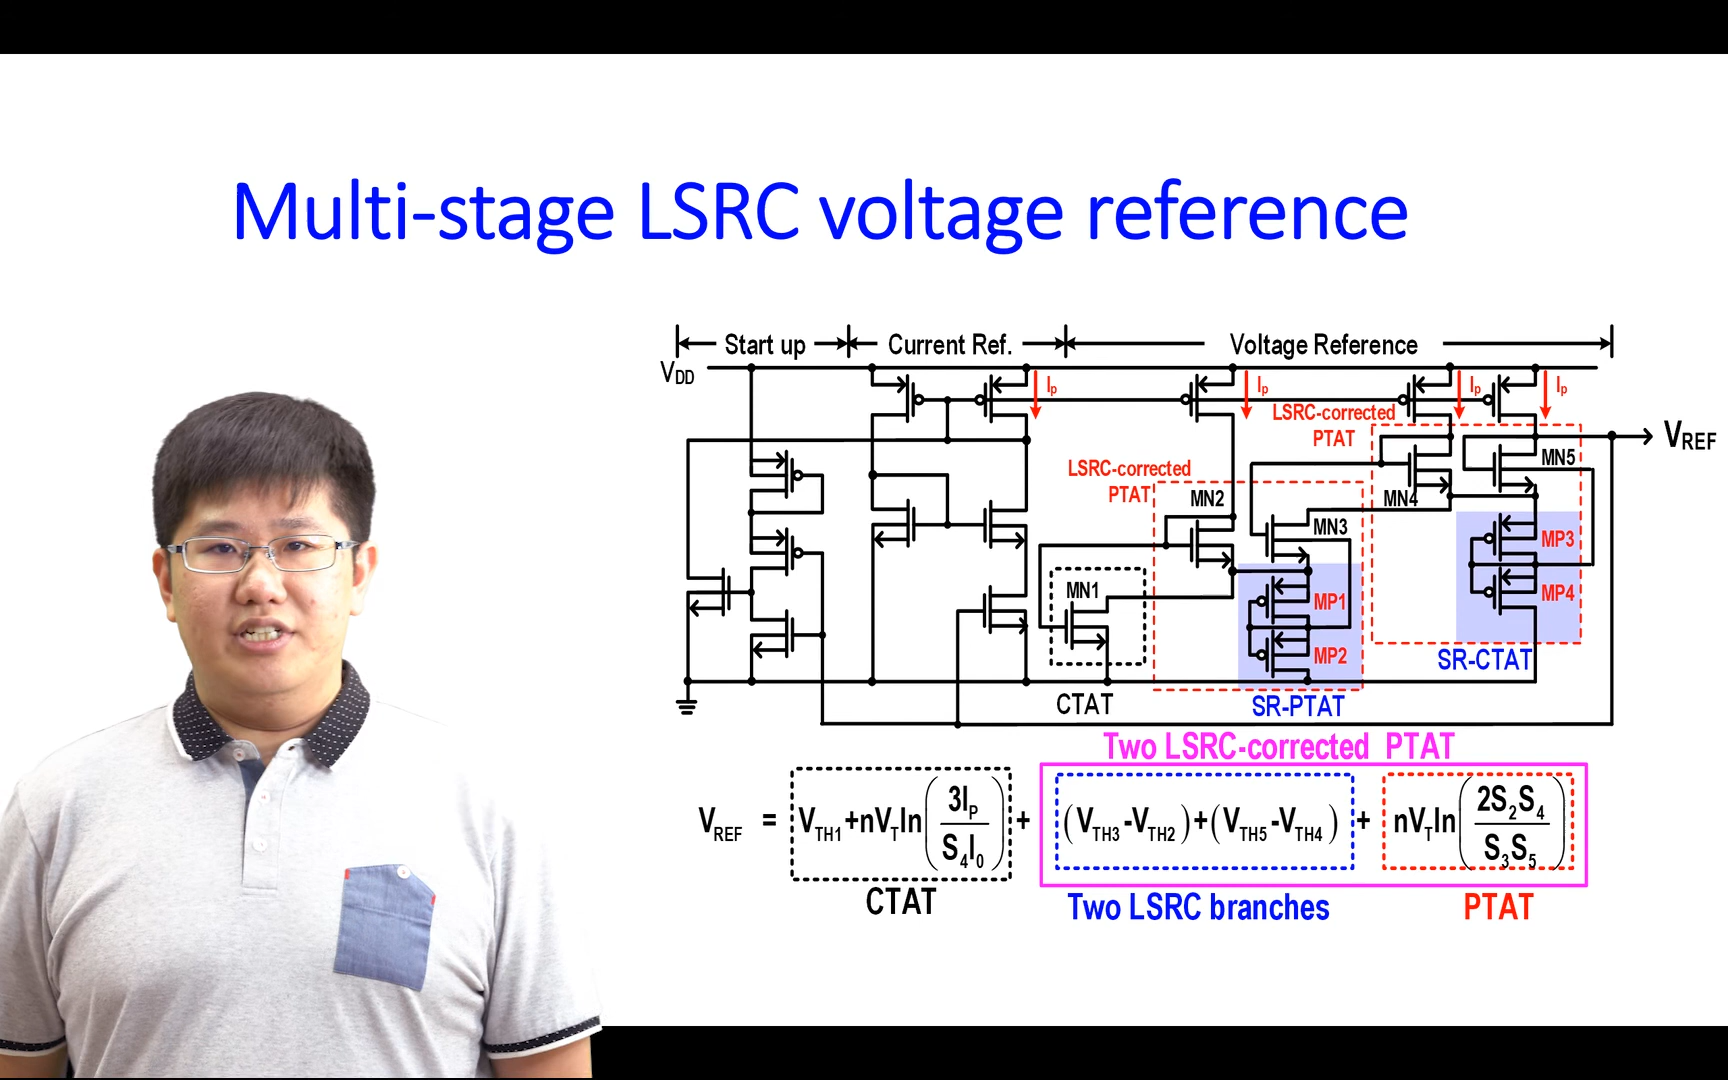 Multi-stage LSRC voltage reference
Start up
Current Ref.
Voltage Reference
VDD
Ip
Ip
Ip
Ip
LSRC-corrected
PTAT
VREF
LSRC-corrected
PTAT
MN2
MN4
MN5
MN3
MP3
MN1
MP4
MP1
MP2
SR-CTAT
CTAT
SR-PTAT
Two LSRC-corrected PTAT
VREF = VTH1+nVTln(3IP/S4I0) + (VTH3-VTH2)+(VTH5-VTH4) + nVTln(2S2S4/S3S5)
CTAT
Two LSRC branches
PTAT